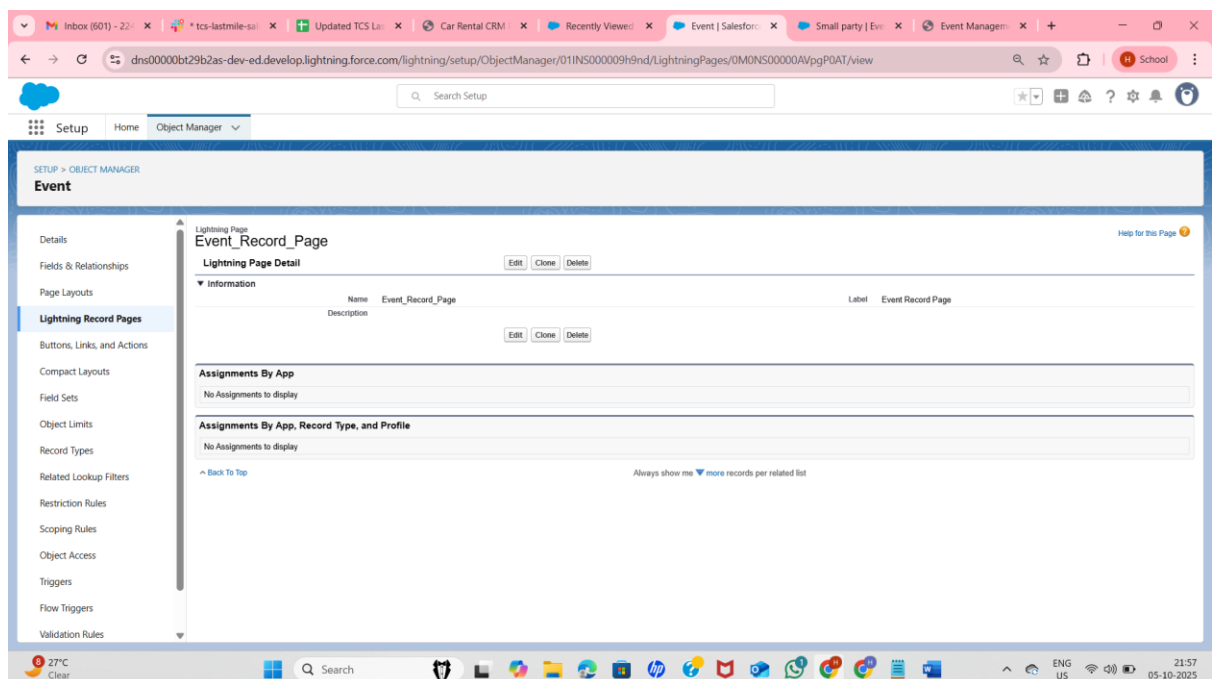 Inbox (601) - 224
* tcs-lastmile-sal
Updated TCS Las
Car Rental CRM
Recently Viewed
Event | Salesforc
Small party | Eve
Event Managem
dns00000bt29b2as-dev-ed.develop.lightning.force.com/lightning/setup/ObjectManager/01INS000009h9nd/LightningPages/0M0NS00000AVpgP0AT/view
H School
Search Setup
Setup Home Object Manager
SETUP > OBJECT MANAGER
Event
Details
Fields & Relationships
Page Layouts
Lightning Record Pages
Buttons, Links, and Actions
Compact Layouts
Field Sets
Object Limits
Record Types
Related Lookup Filters
Restriction Rules
Scoping Rules
Object Access
Triggers
Flow Triggers
Validation Rules
Lightning Page
Event_Record_Page
Help for this Page
Lightning Page Detail Edit Clone Delete
Information
Name Event_Record_Page Label Event Record Page
Description
Edit Clone Delete
Assignments By App
No Assignments to display
Assignments By App, Record Type, and Profile
No Assignments to display
Back To Top Always show me more records per related list
8 27°C
Clear
Search
ENG
US
21:57
05-10-2025